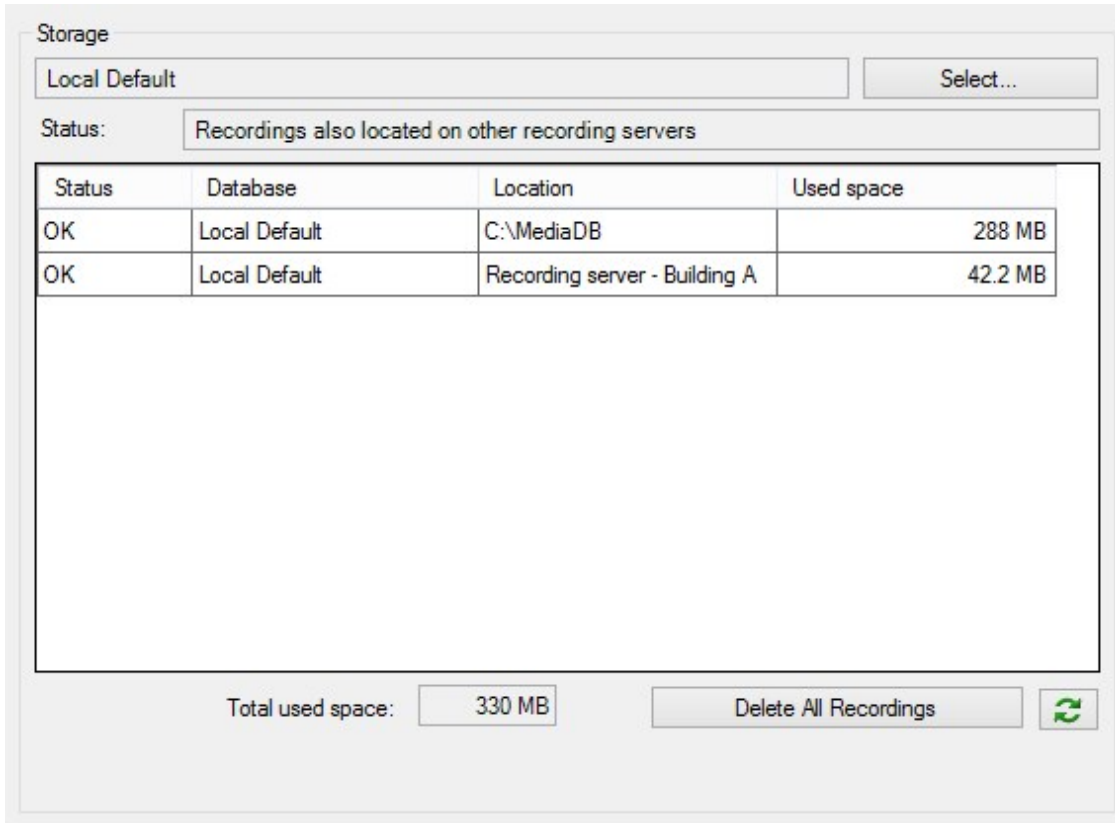 Storage
Local Default Select...
Status: Recordings also located on other recording servers
Status Database Location Used space
OK Local Default C:\MediaDB 288 MB
OK Local Default Recording server - Building A 42.2 MB
Total used space: 330 MB Delete All Recordings